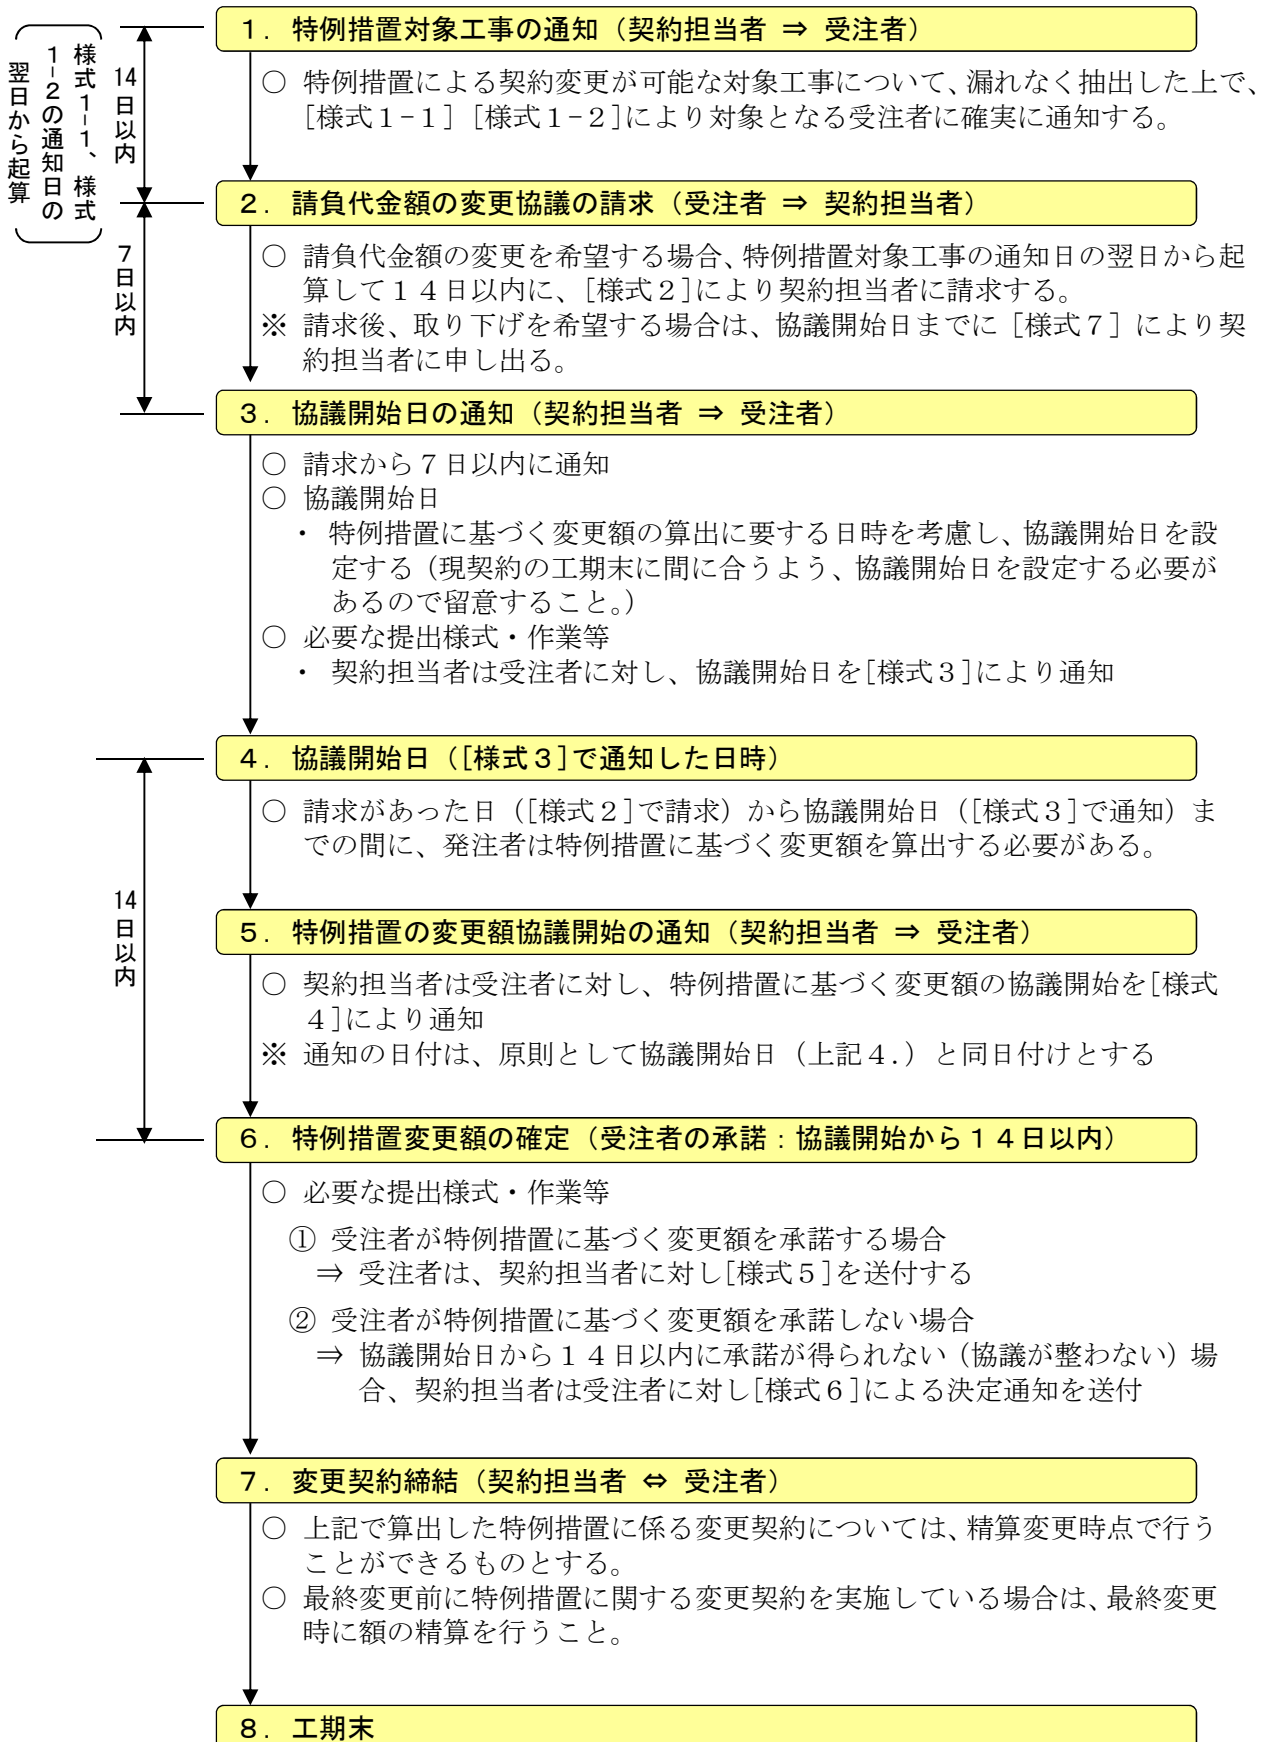 １．特例措置対象工事の通知（契約担当者 ⇒ 受注者）
様式１-１、様式
１-２の通知日の
翌日から起算
14日以内
○ 特例措置による契約変更が可能な対象工事について、漏れなく抽出した上で、
［様式１-１］［様式１-２］により対象となる受注者に確実に通知する。
２．請負代金額の変更協議の請求（受注者 ⇒ 契約担当者）
7日以内
○ 請負代金額の変更を希望する場合、特例措置対象工事の通知日の翌日から起
算して１４日以内に、［様式２］により契約担当者に請求する。
※ 請求後、取り下げを希望する場合は、協議開始日までに［様式７］により契
約担当者に申し出る。
３．協議開始日の通知（契約担当者 ⇒ 受注者）
○ 請求から７日以内に通知
○ 協議開始日
・ 特例措置に基づく変更額の算出に要する日時を考慮し、協議開始日を設
定する（現契約の工期末に間に合うよう、協議開始日を設定する必要が
あるので留意すること。）
○ 必要な提出様式・作業等
・ 契約担当者は受注者に対し、協議開始日を［様式３］により通知
４．協議開始日（［様式３］で通知した日時）
○ 請求があった日（［様式２］で請求）から協議開始日（［様式３］で通知）ま
での間に、発注者は特例措置に基づく変更額を算出する必要がある。
14日以内
５．特例措置の変更額協議開始の通知（契約担当者 ⇒ 受注者）
○ 契約担当者は受注者に対し、特例措置に基づく変更額の協議開始を［様式
４］により通知
※ 通知の日付は、原則として協議開始日（上記４.）と同日付けとする
６．特例措置変更額の確定（受注者の承諾：協議開始から１４日以内）
○ 必要な提出様式・作業等
① 受注者が特例措置に基づく変更額を承諾する場合
⇒ 受注者は、契約担当者に対し［様式５］を送付する
② 受注者が特例措置に基づく変更額を承諾しない場合
⇒ 協議開始日から１４日以内に承諾が得られない（協議が整わない）場
合、契約担当者は受注者に対し［様式６］による決定通知を送付
７．変更契約締結（契約担当者 ⇔ 受注者）
○ 上記で算出した特例措置に係る変更契約については、精算変更時点で行う
ことができるものとする。
○ 最終変更前に特例措置に関する変更契約を実施している場合は、最終変更
時に額の精算を行うこと。
８．工期末